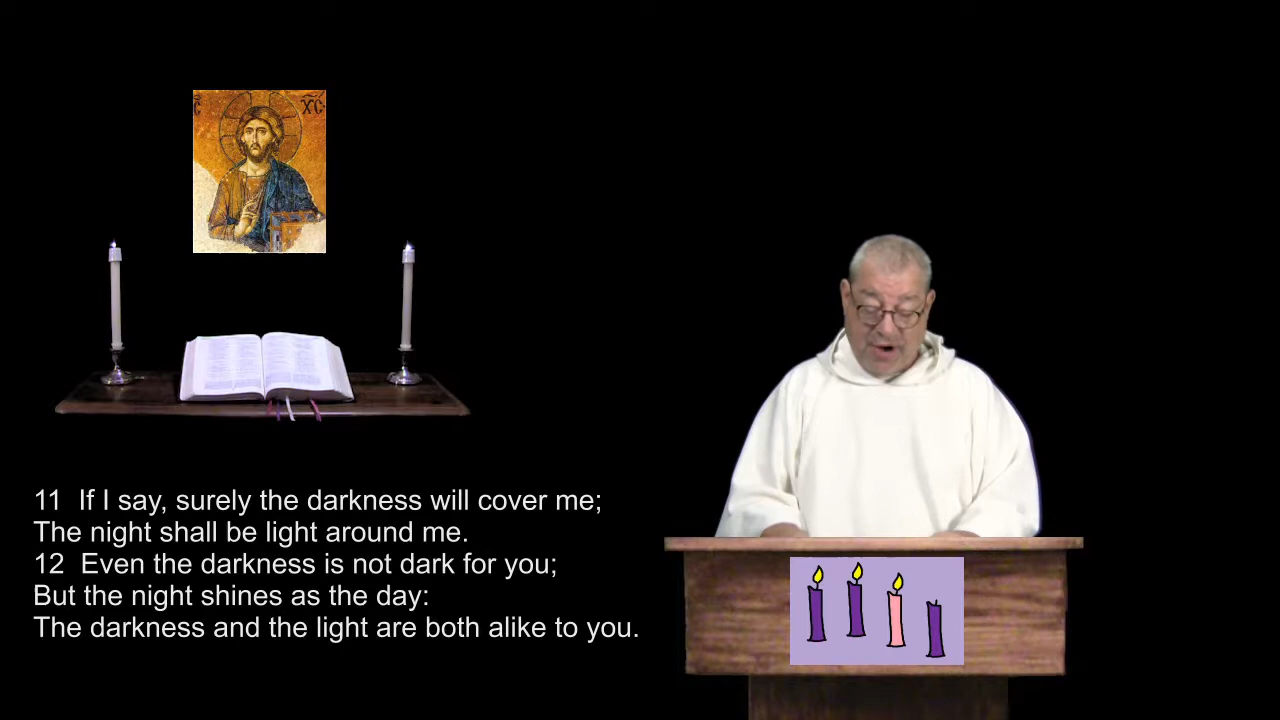 XC
11 If I say, surely the darkness will cover me;
The night shall be light around me.
12 Even the darkness is not dark for you;
But the night shines as the day:
The darkness and the light are both alike to you.